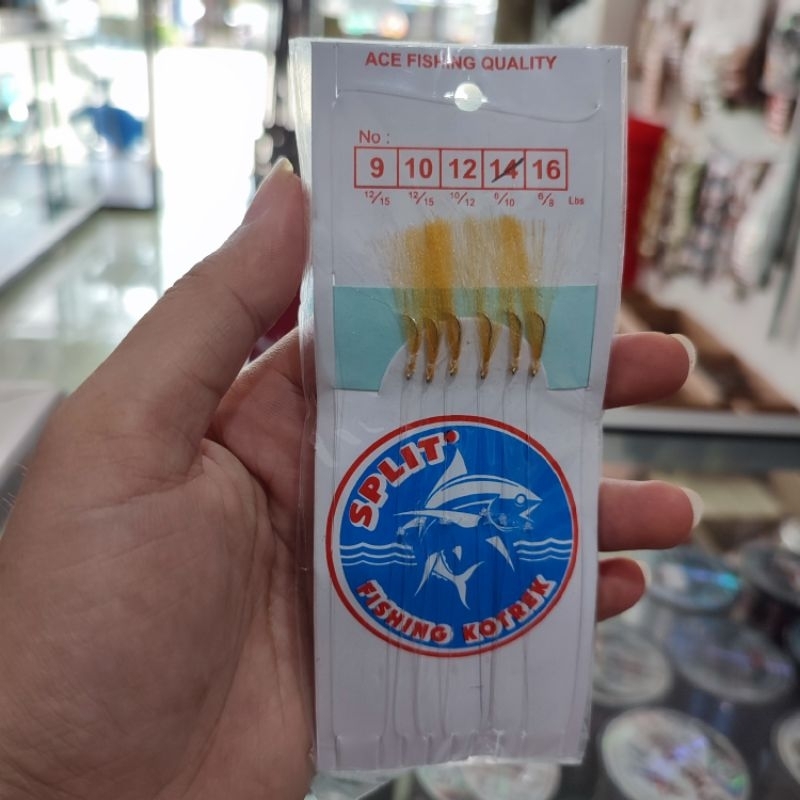 ACE FISHING QUALITY
No :
9 10 12 14 16
12/15 12/15 10/12 6/10 6/8 Lbs
SPLIT'
FISHING KOTREK